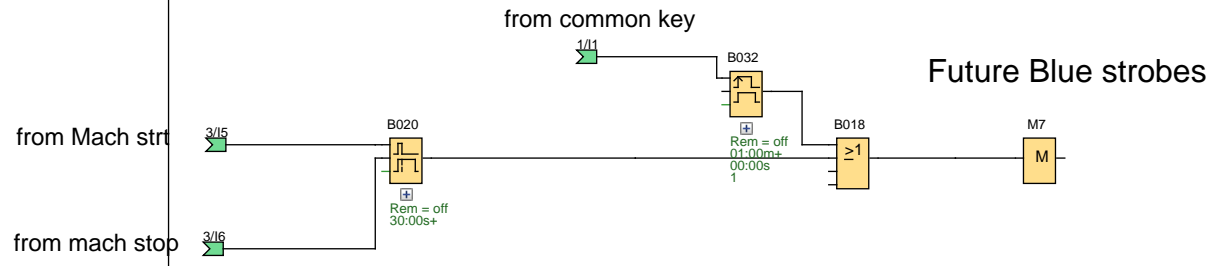 from common key
1/I1
B032
Future Blue strobes
Rem = off
01:00m+
00:00s
1
from Mach strt
3/I5
B020
Rem = off
30:00s+
B018
≥1
M7
M
from mach stop
3/I6